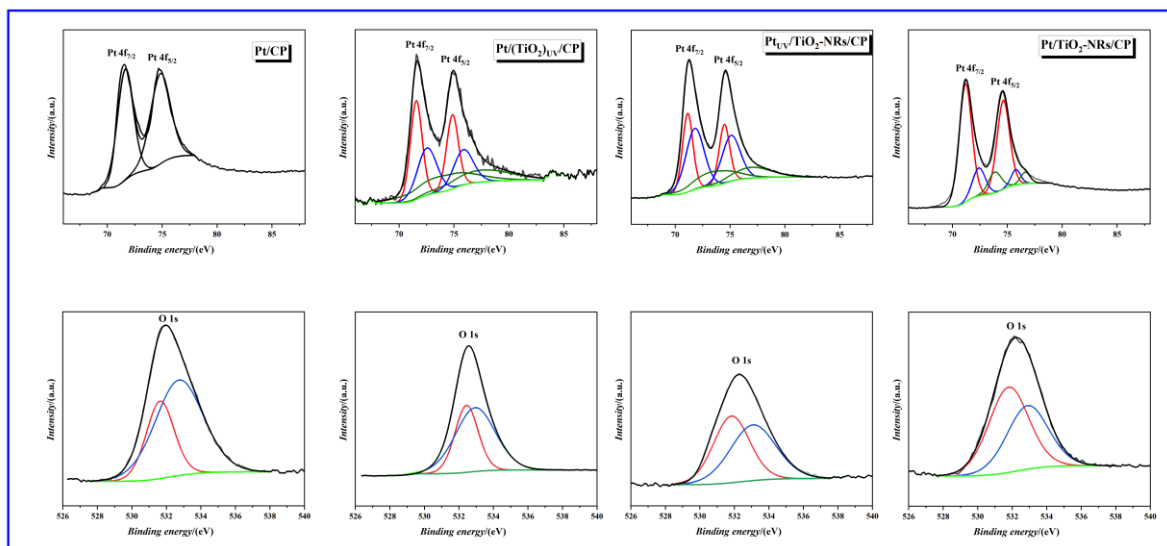 Pt/CP
Pt 4f7/2
Pt 4f5/2
Intensity/(a.u.)
70 75 80 85
Binding energy/(eV)
Pt/(TiO2)UV/CP
Pt 4f7/2
Pt 4f5/2
Intensity/(a.u.)
70 75 80 85
Binding energy/(eV)
PtUV/TiO2-NRs/CP
Pt 4f7/2
Pt 4f5/2
Intensity/(a.u.)
70 75 80 85
Binding energy/(eV)
Pt/TiO2-NRs/CP
Pt 4f7/2
Pt 4f5/2
Intensity/(a.u.)
70 75 80 85
Binding energy/(eV)
O 1s
Intensity/(a.u.)
526 528 530 532 534 536 538 540
Binding energy/(eV)
O 1s
Intensity/(a.u.)
526 528 530 532 534 536 538 540
Binding energy/(eV)
O 1s
Intensity/(a.u.)
526 528 530 532 534 536 538 540
Binding energy/(eV)
O 1s
Intensity/(a.u.)
526 528 530 532 534 536 538 540
Binding energy/(eV)